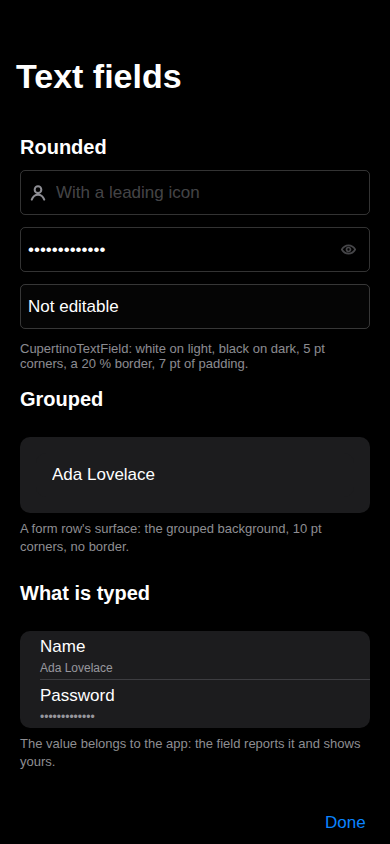 Text fields
Rounded
With a leading icon
•••••••••••••
Not editable
CupertinoTextField: white on light, black on dark, 5 pt
corners, a 20 % border, 7 pt of padding.
Grouped
Ada Lovelace
A form row's surface: the grouped background, 10 pt
corners, no border.
What is typed
Name
Ada Lovelace
Password
•••••••••••••
The value belongs to the app: the field reports it and shows
yours.
Done